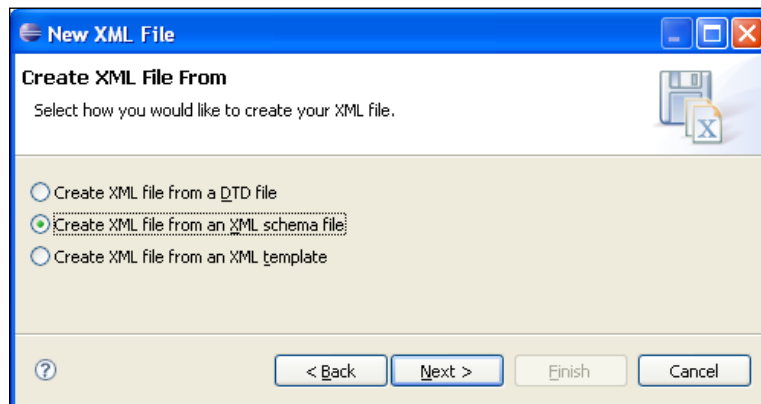 New XML File
Create XML File From
Select how you would like to create your XML file.
X
Create XML file from a DTD file
Create XML file from an XML schema file
Create XML file from an XML template
?
< Back
Next >
Finish
Cancel